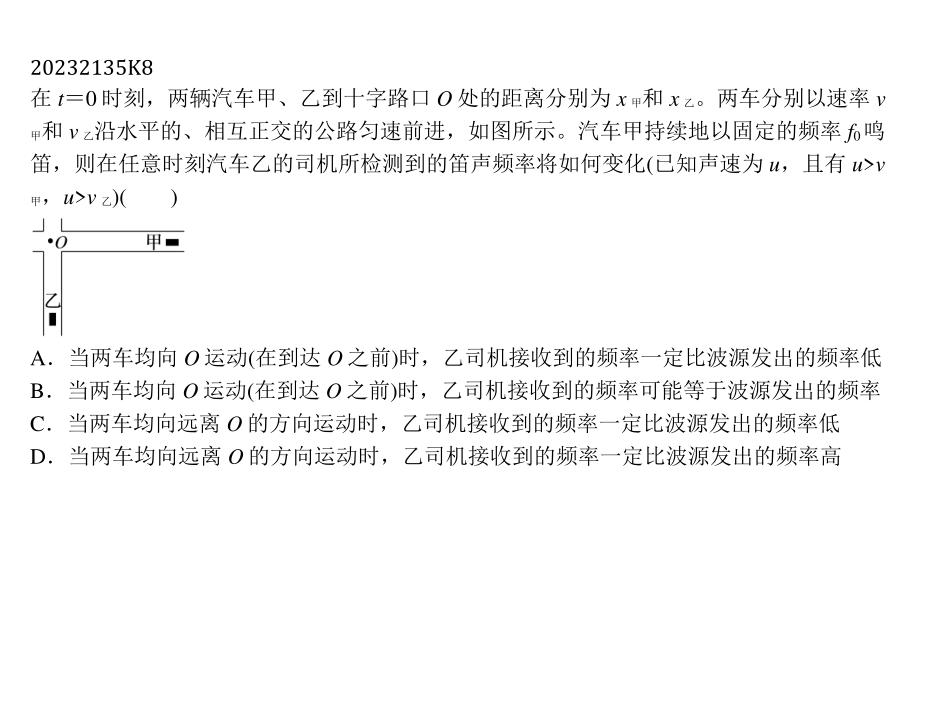 20232135K8
在 t＝0 时刻，两辆汽车甲、乙到十字路口 O 处的距离分别为 x 甲和 x 乙。两车分别以速率 v
甲和 v 乙沿水平的、相互正交的公路匀速前进，如图所示。汽车甲持续地以固定的频率 f0 鸣
笛，则在任意时刻汽车乙的司机所检测到的笛声频率将如何变化(已知声速为 u，且有 u>v
甲，u>v 乙)(　　)
O
甲
乙
A．当两车均向 O 运动(在到达 O 之前)时，乙司机接收到的频率一定比波源发出的频率低
B．当两车均向 O 运动(在到达 O 之前)时，乙司机接收到的频率可能等于波源发出的频率
C．当两车均向远离 O 的方向运动时，乙司机接收到的频率一定比波源发出的频率低
D．当两车均向远离 O 的方向运动时，乙司机接收到的频率一定比波源发出的频率高